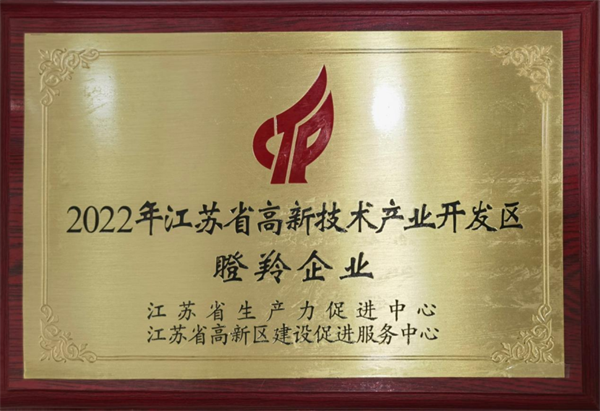 CTP
2022年江苏省高新技术产业开发区
瞪羚企业
江苏省生产力促进中心
江苏省高新区建设促进服务中心